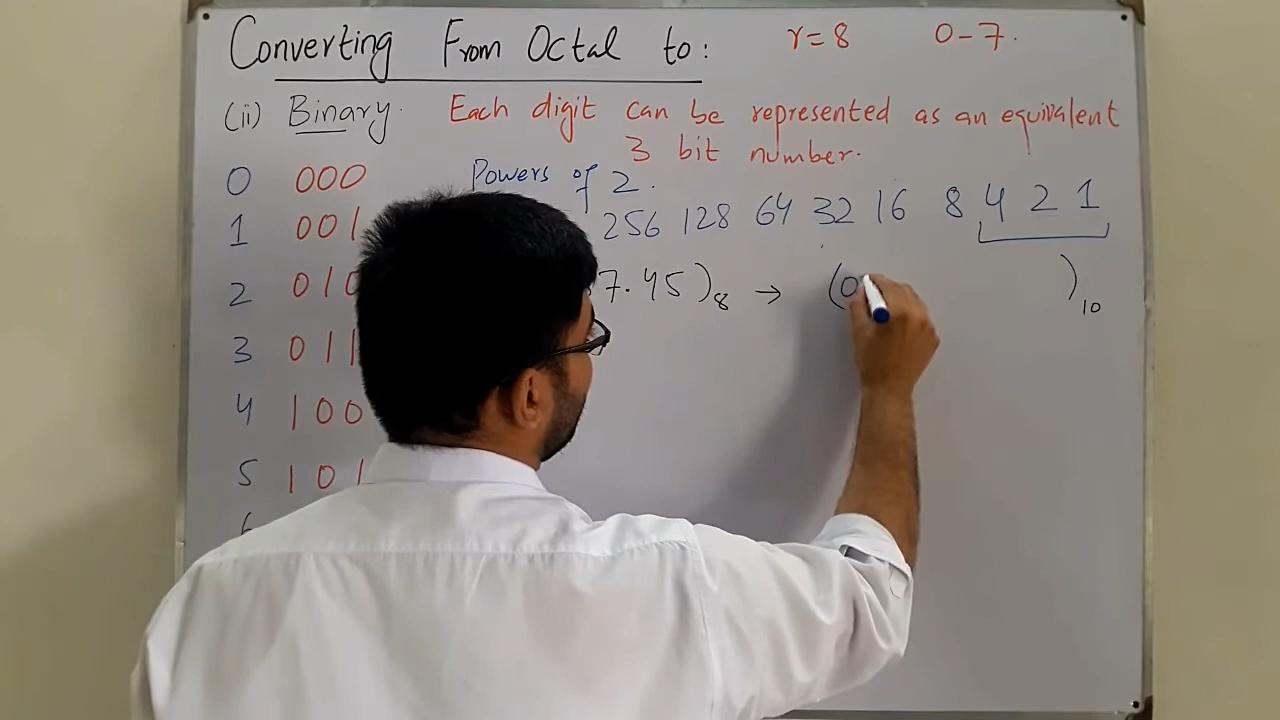 Converting From Octal to: r=8 0-7.
(ii) Binary. Each digit can be represented as an equivalent
3 bit number.
0 000 Powers of 2.
1 001 256 128 64 32 16 8 4 2 1
2 010 7.45)8 → (0 )10
3 011
4 100
5 101